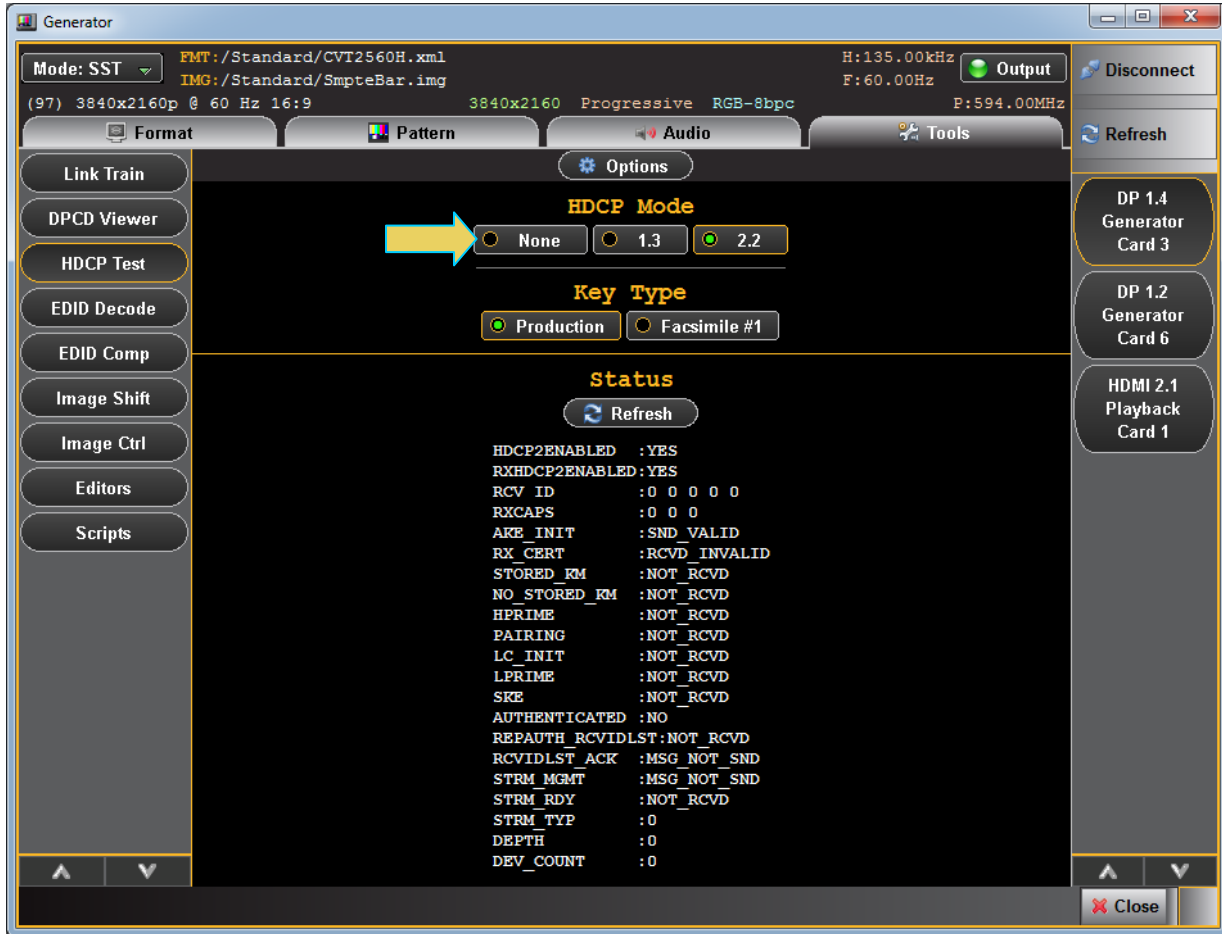 Generator
Mode: SST
FMT:/Standard/CVT2560H.xml
IMG:/Standard/SmpteBar.img
H:135.00kHz
F:60.00Hz
Output
(97) 3840x2160p @ 60 Hz 16:9
3840x2160 Progressive RGB-8bpc
P:594.00MHz
Disconnect
Refresh
Format
Pattern
Audio
Tools
Link Train
DPCD Viewer
HDCP Test
EDID Decode
EDID Comp
Image Shift
Image Ctrl
Editors
Scripts
Options
HDCP Mode
None
1.3
2.2
Key Type
Production
Facsimile #1
Status
Refresh
HDCP2ENABLED :YES
RXHDCP2ENABLED:YES
RCV ID :0 0 0 0 0
RXCAPS :0 0 0
AKE_INIT :SND_VALID
RX_CERT :RCVD_INVALID
STORED_KM :NOT_RCVD
NO_STORED_KM :NOT_RCVD
HPRIME :NOT_RCVD
PAIRING :NOT_RCVD
LC_INIT :NOT_RCVD
LPRIME :NOT_RCVD
SKE :NOT_RCVD
AUTHENTICATED :NO
REPAUTH_RCVIDLST:NOT_RCVD
RCVIDLST_ACK :MSG_NOT_SND
STRM_MGMT :MSG_NOT_SND
STRM_RDY :NOT_RCVD
STRM_TYP :0
DEPTH :0
DEV_COUNT :0
DP 1.4
Generator
Card 3
DP 1.2
Generator
Card 6
HDMI 2.1
Playback
Card 1
Close